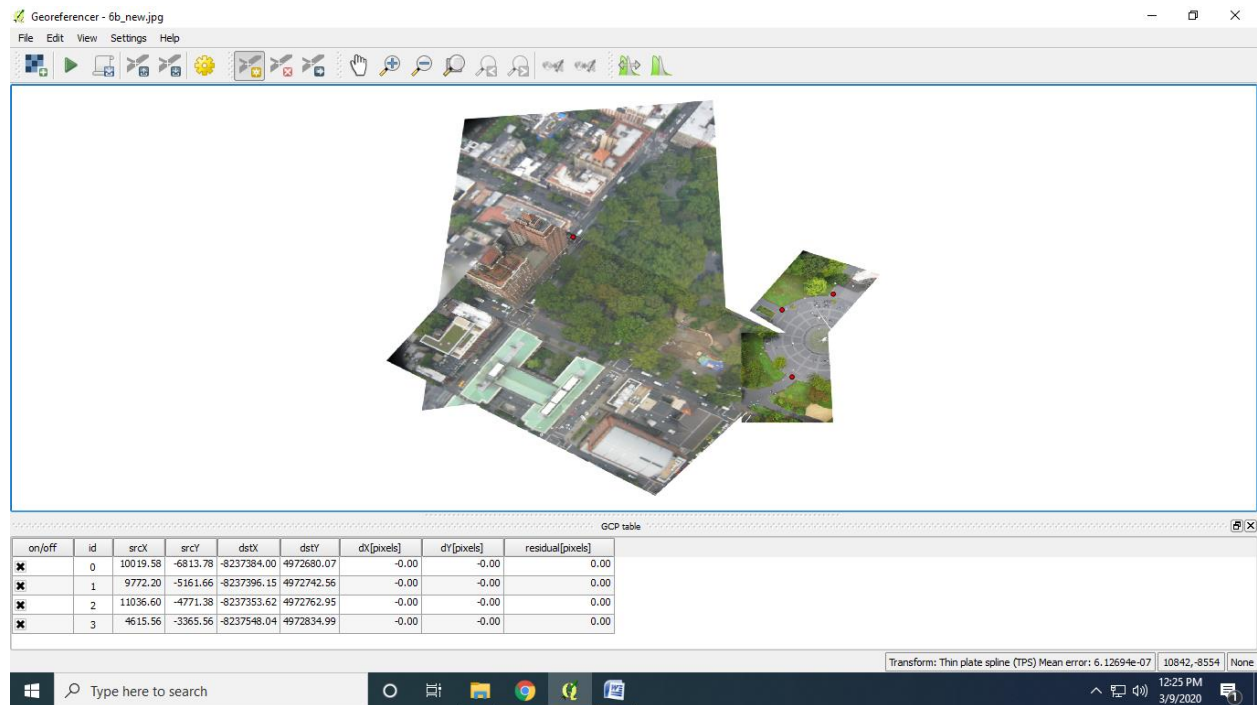 Georeferencer - 6b_new.jpg
File Edit View Settings Help
GCP table
on/off id srcX srcY dstX dstY dX[pixels] dY[pixels] residual[pixels]
0 10019.58 -6813.78 -8237384.00 4972680.07 -0.00 -0.00 0.00
1 9772.20 -5161.66 -8237396.15 4972742.56 -0.00 -0.00 0.00
2 11036.60 -4771.38 -8237353.62 4972762.95 -0.00 -0.00 0.00
3 4615.56 -3365.56 -8237548.04 4972834.99 -0.00 -0.00 0.00
Transform: Thin plate spline (TPS) Mean error: 6.12694e-07 10842,-8554 None
Type here to search
12:25 PM
3/9/2020
1